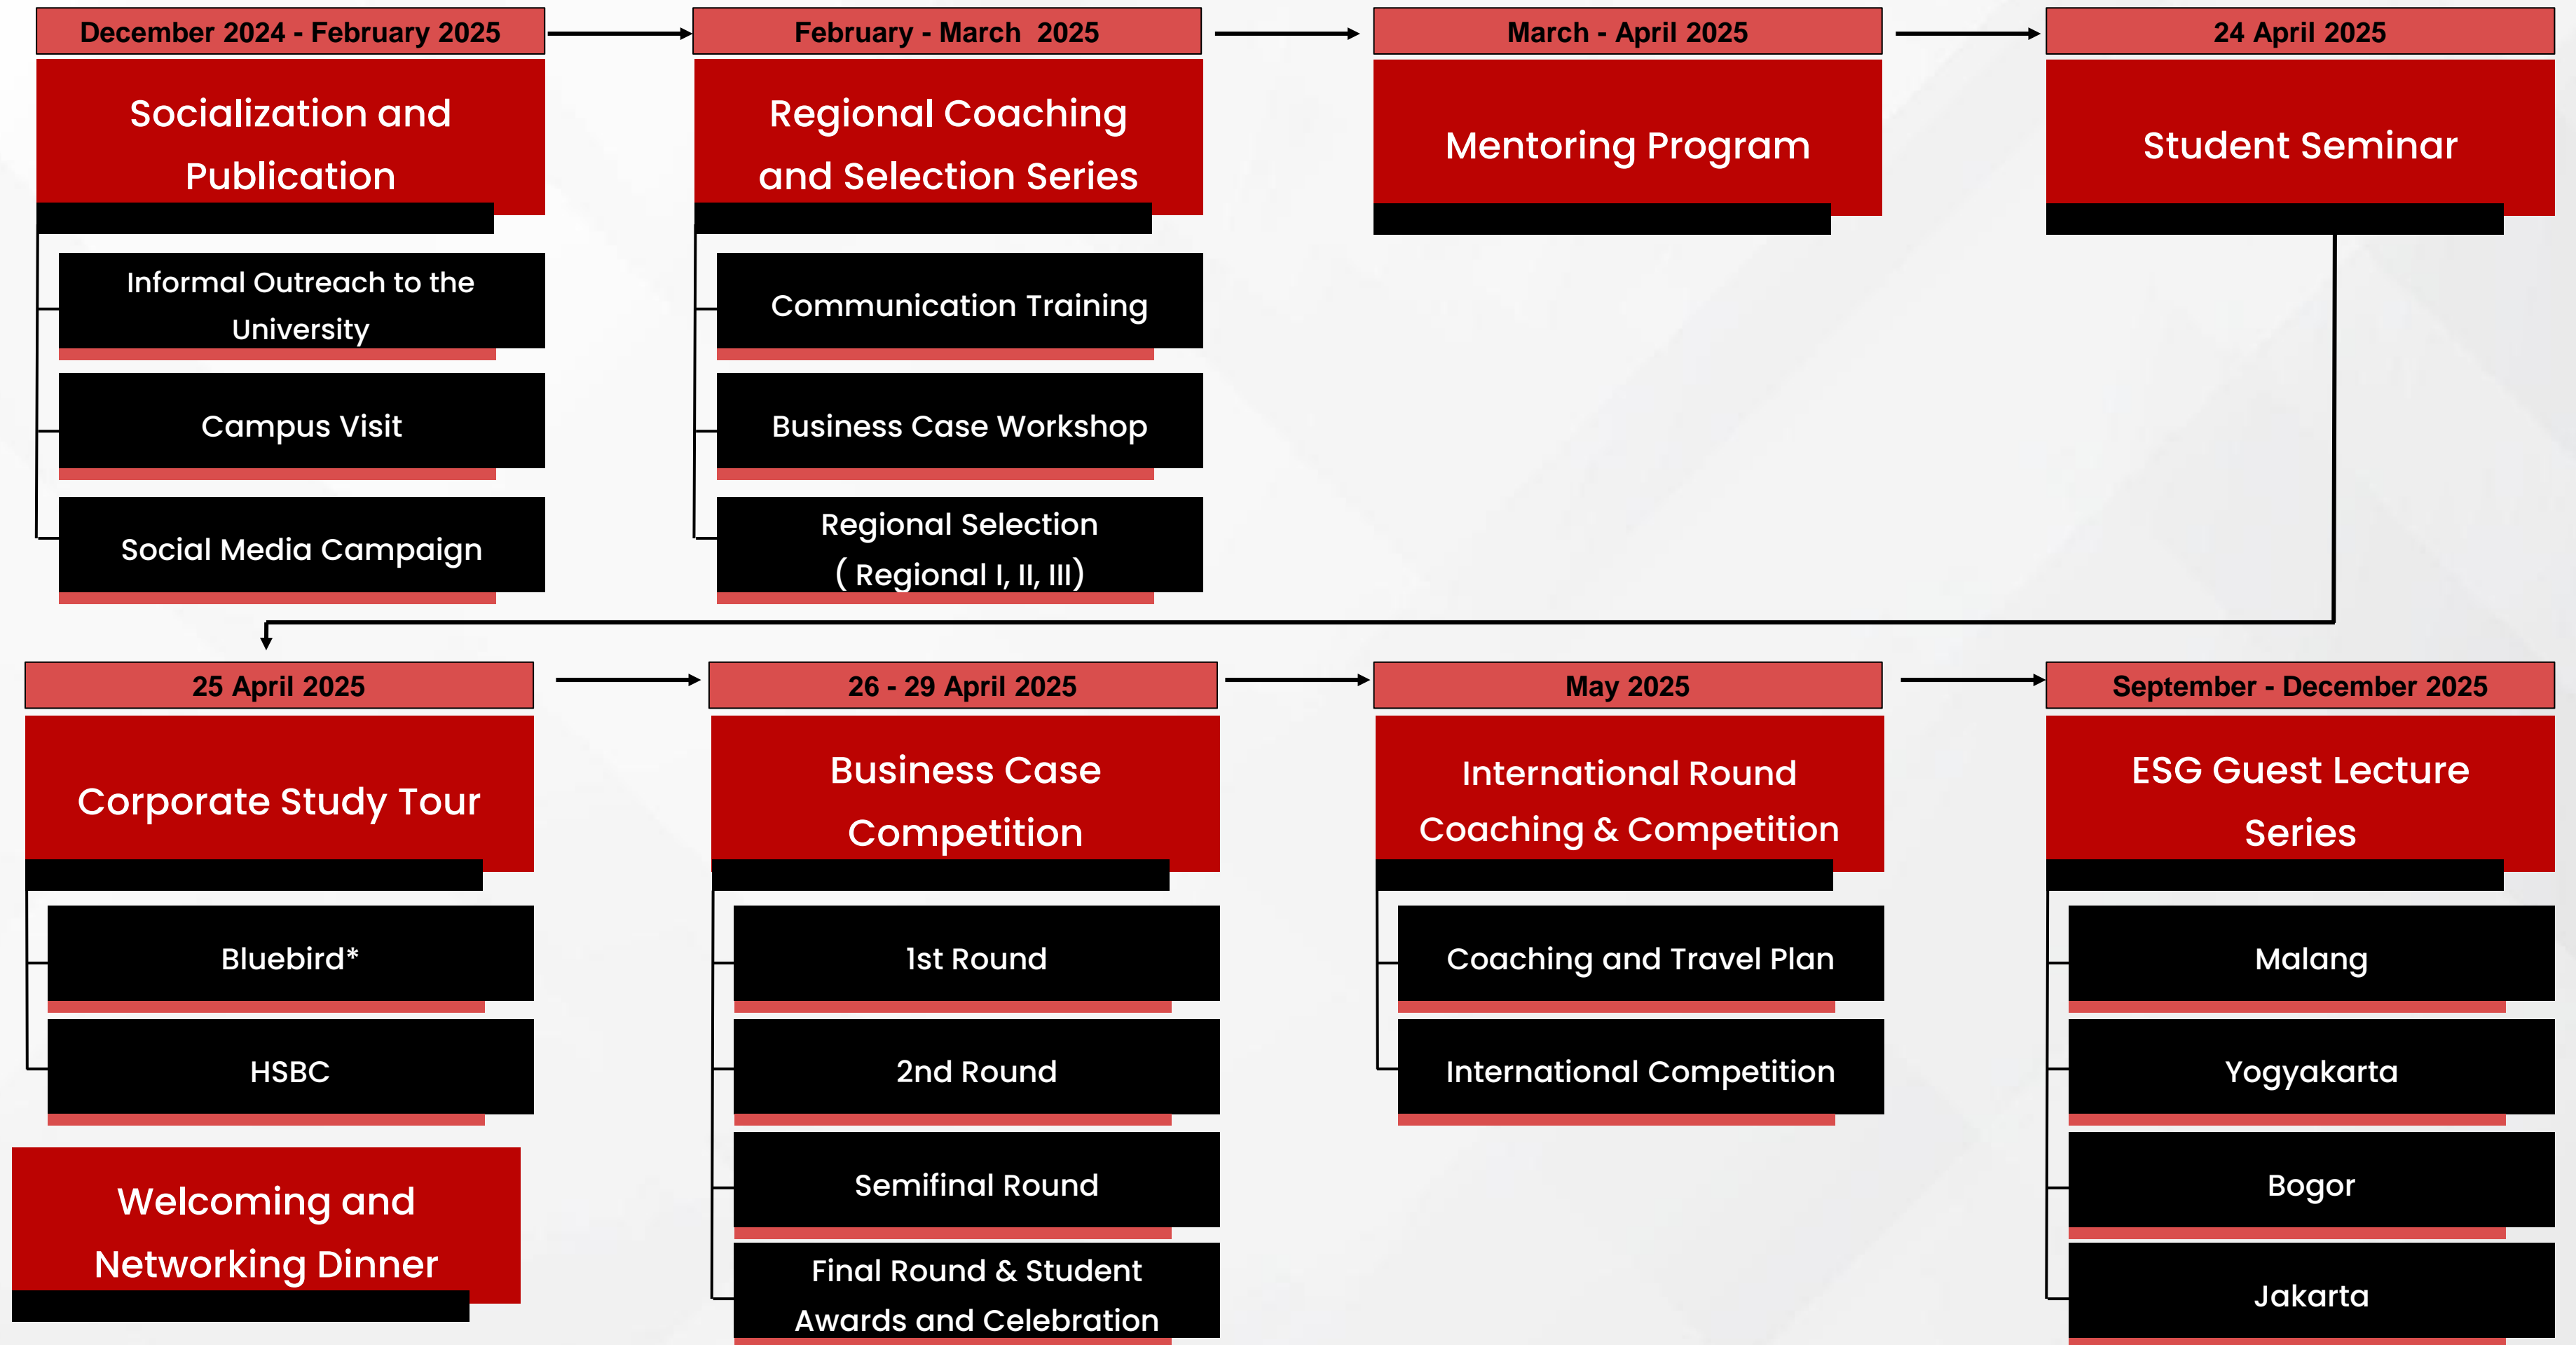 December 2024 - February 2025
Socialization and
Publication
Informal Outreach to the
University
Campus Visit
Social Media Campaign
February - March  2025
Regional Coaching
and Selection Series
Communication Training
Business Case Workshop
Regional Selection
( Regional I, II, III)
March - April 2025
Mentoring Program
24 April 2025
Student Seminar
25 April 2025
Corporate Study Tour
Bluebird*
HSBC
Welcoming and
Networking Dinner
26 - 29 April 2025
Business Case
Competition
1st Round
2nd Round
Semifinal Round
Final Round & Student
Awards and Celebration
May 2025
International Round
Coaching & Competition
Coaching and Travel Plan
International Competition
September - December 2025
ESG Guest Lecture
Series
Malang
Yogyakarta
Bogor
Jakarta